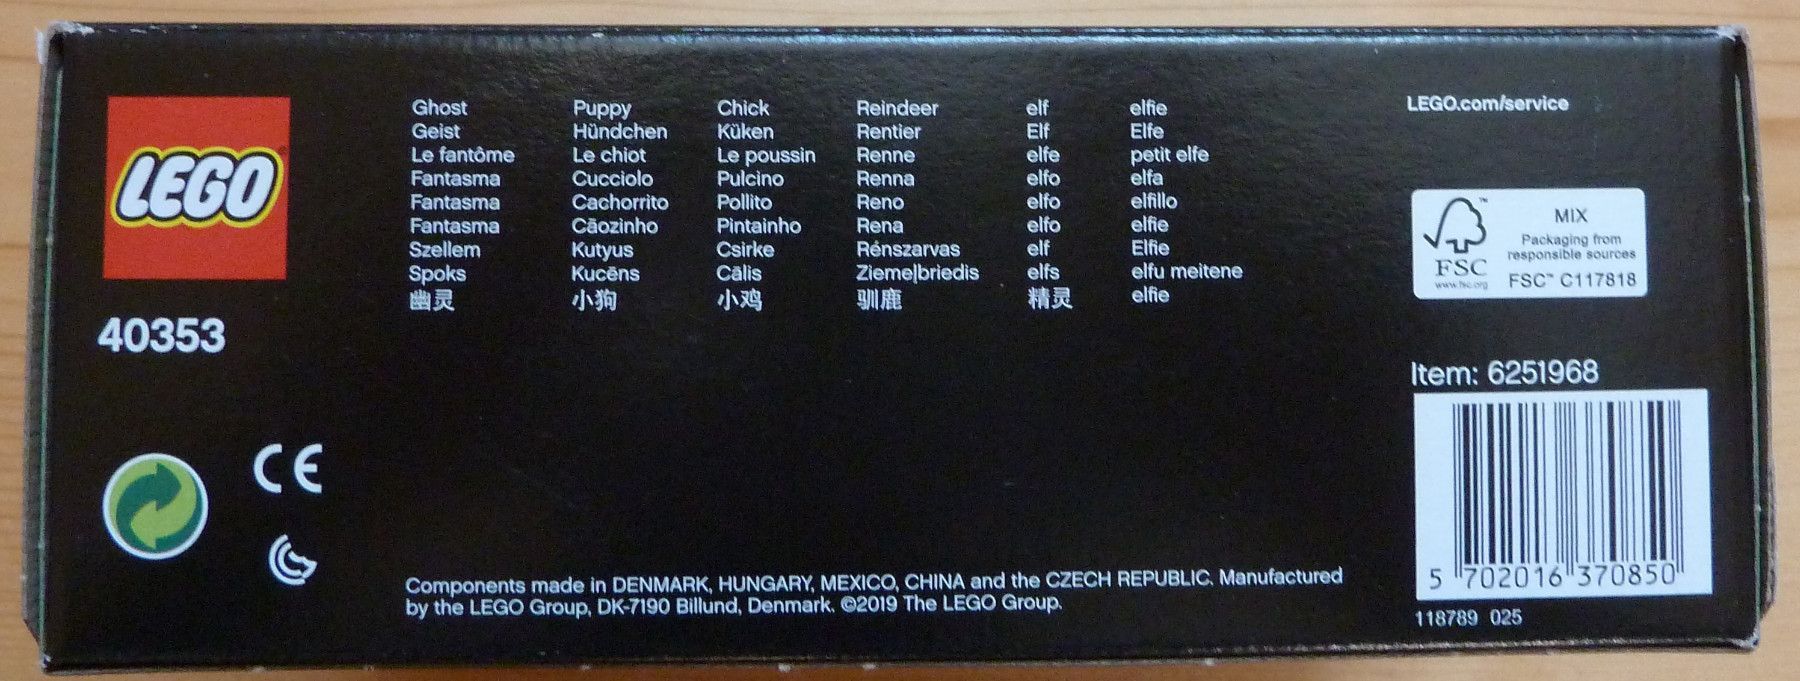 LEGO
40353
CE
Ghost
Geist
Le fantôme
Fantasma
Fantasma
Fantasma
Szellem
Spoks
幽灵
Puppy
Hündchen
Le chiot
Cucciolo
Cachorrito
Cãozinho
Kutyus
Kucēns
小狗
Chick
Küken
Le poussin
Pulcino
Pollito
Pintainho
Csirke
Cālis
小鸡
Reindeer
Rentier
Renne
Renna
Reno
Rena
Rénszarvas
Ziemeļbriedis
驯鹿
elf
Elf
elfe
elfo
elfo
elfo
elf
elfs
精灵
elfie
Elfe
petit elfe
elfa
elfillo
elfie
Elfie
elfu meitene
elfie
Components made in DENMARK, HUNGARY, MEXICO, CHINA and the CZECH REPUBLIC. Manufactured
by the LEGO Group, DK-7190 Billund, Denmark. ©2019 The LEGO Group.
LEGO.com/service
FSC
www.fsc.org
MIX
Packaging from
responsible sources
FSC™ C117818
Item: 6251968
5 702016 370850
118789 025